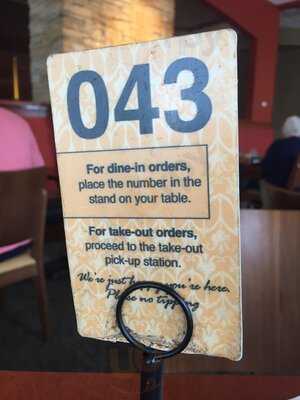 043
For dine-in orders,
place the number in the
stand on your table.
For take-out orders,
proceed to the take-out
pick-up station.
We're just happy you're here.
Please no tipping